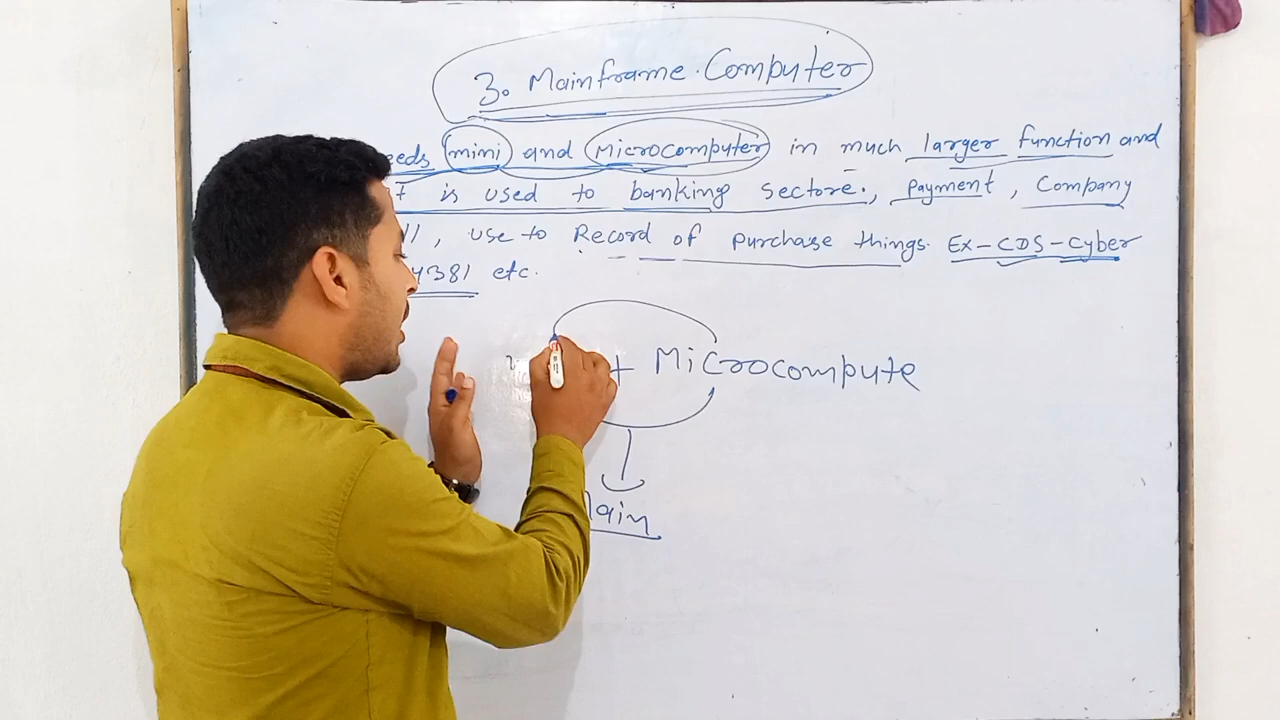 3. Mainframe Computer
eeds mini and Microcomputer in much larger function and
is used to banking sectore., payment, Company
use to Record of purchase things. Ex-CDS-Cyber
4381 etc.
+ Microcompute
Main